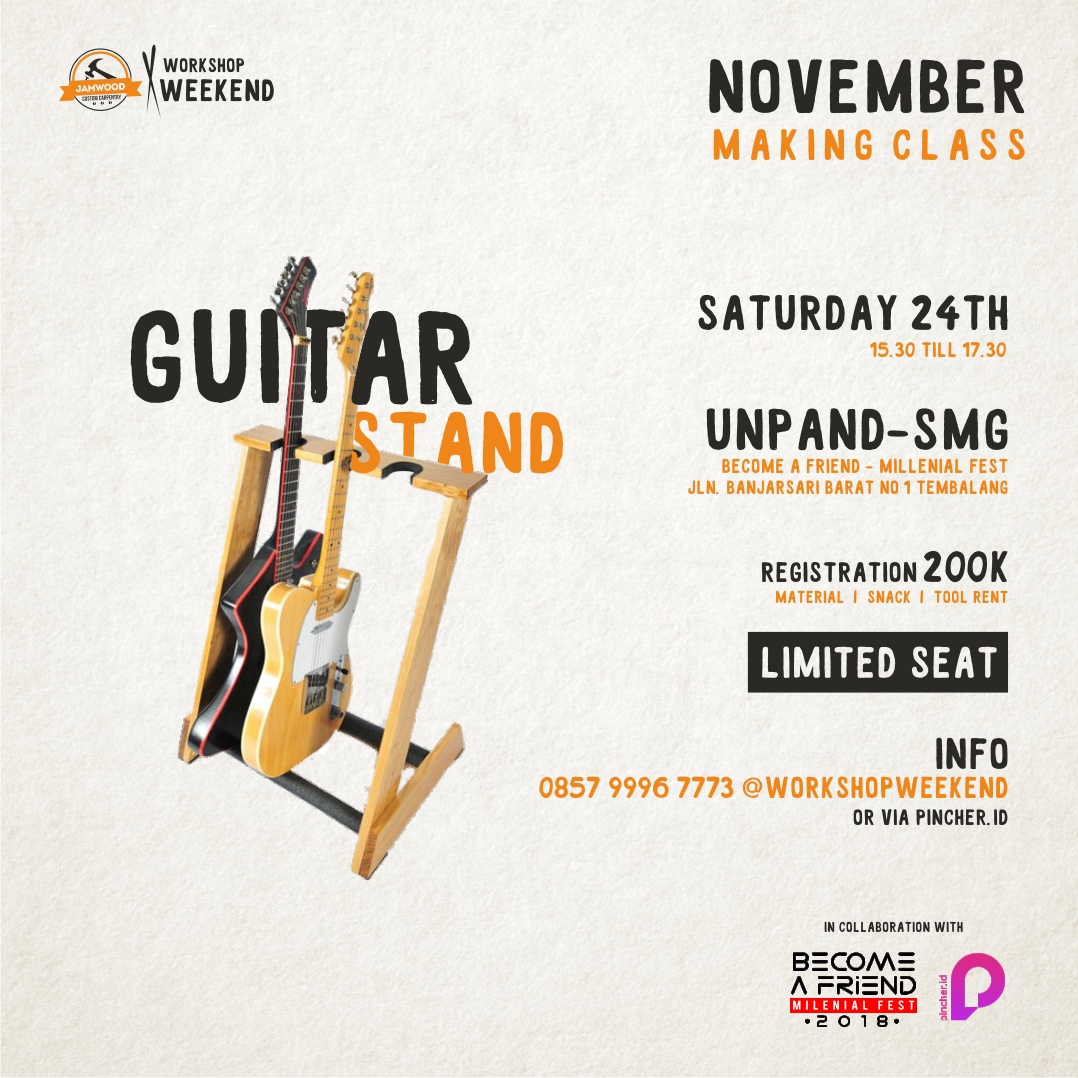 JAMWOOD
CUSTOM CARPENTRY
WORKSHOP
WEEKEND
NOVEMBER
MAKING CLASS
GUITAR
STAND
SATURDAY 24TH
15.30 TILL 17.30
UNPAND-SMG
BECOME A FRIEND - MILLENIAL FEST
JLN. BANJARSARI BARAT NO 1 TEMBALANG
REGISTRATION 200K
MATERIAL | SNACK | TOOL RENT
LIMITED SEAT
INFO
0857 9996 7773 @WORKSHOPWEEKEND
OR VIA PINCHER.ID
IN COLLABORATION WITH
BECOME
A FRiEND
MILENIAL FEST
•2018•
pincher.id